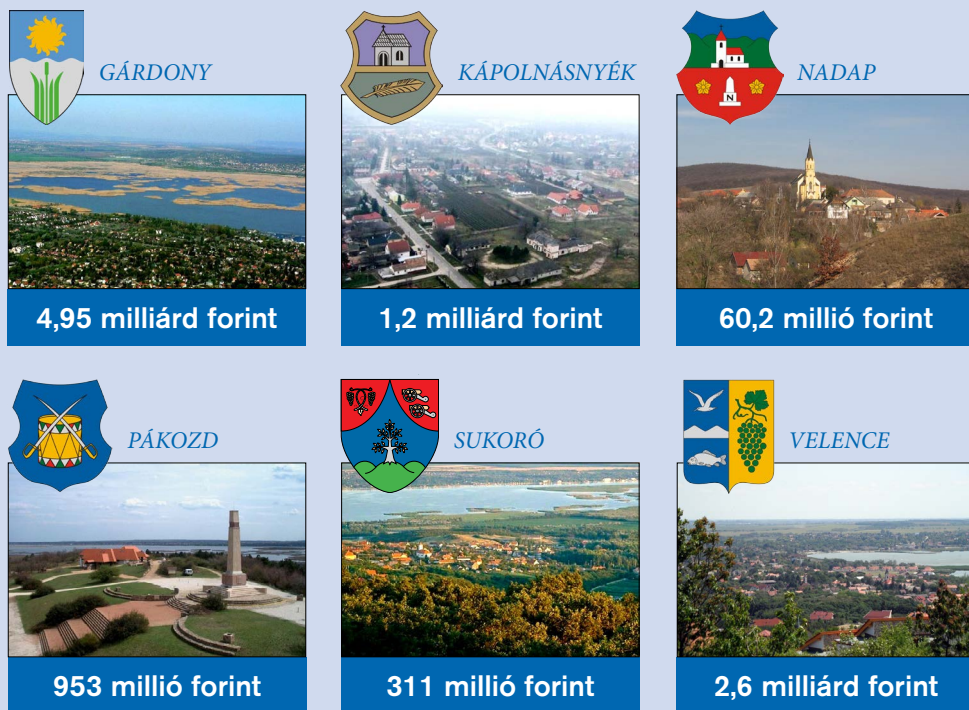 GÁRDONY
4,95 milliárd forint
KÁPOLNÁSNYÉK
1,2 milliárd forint
NADAP
N
60,2 millió forint
PÁKOZD
953 millió forint
SUKORÓ
311 millió forint
VELENCE
2,6 milliárd forint